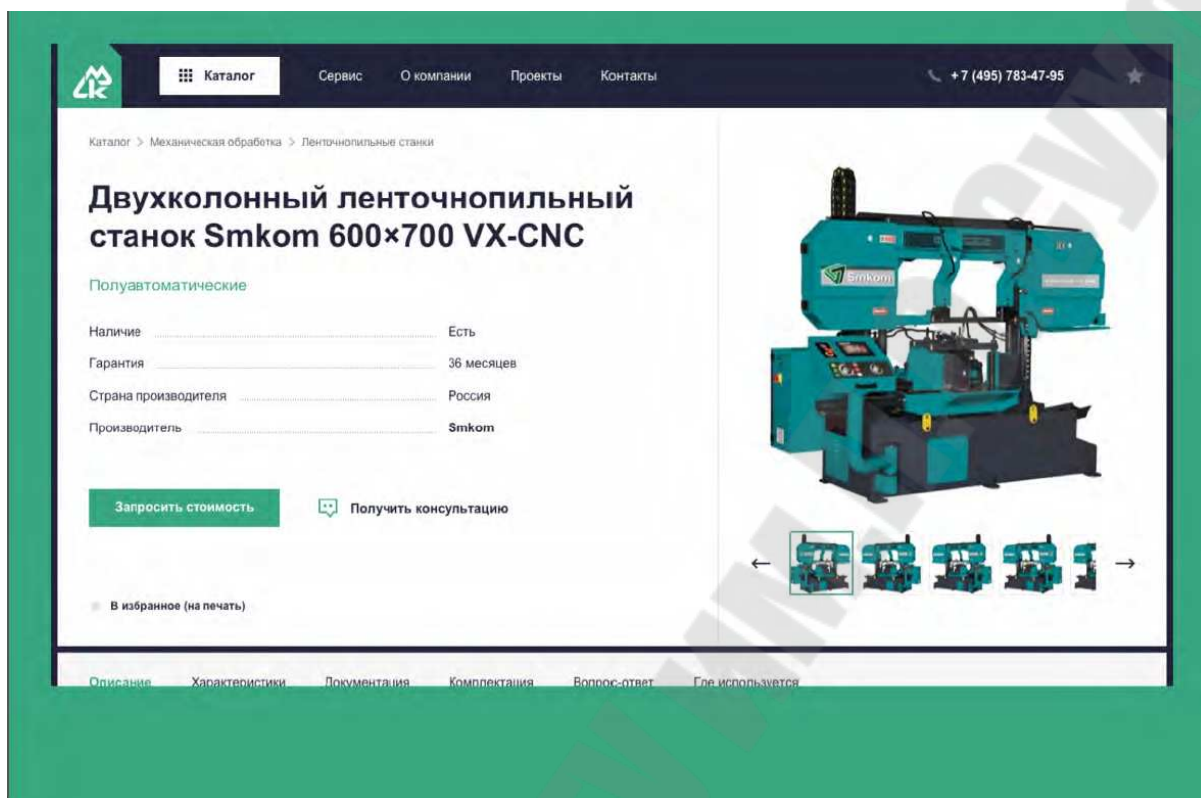 Каталог
Сервис
О компании
Проекты
Контакты
+ 7 (495) 783-47-95
Каталог > Механическая обработка > Ленточнопильные станки
Двухколонный ленточнопильный
станок Smkom 600×700 VX-CNC
Полуавтоматические
Наличие Есть
Гарантия 36 месяцев
Страна производителя Россия
Производитель Smkom
Smkom
Запросить стоимость
Получить консультацию
В избранное (на печать)
Описание Характеристики Документация Комплектация Вопрос-ответ Где используется